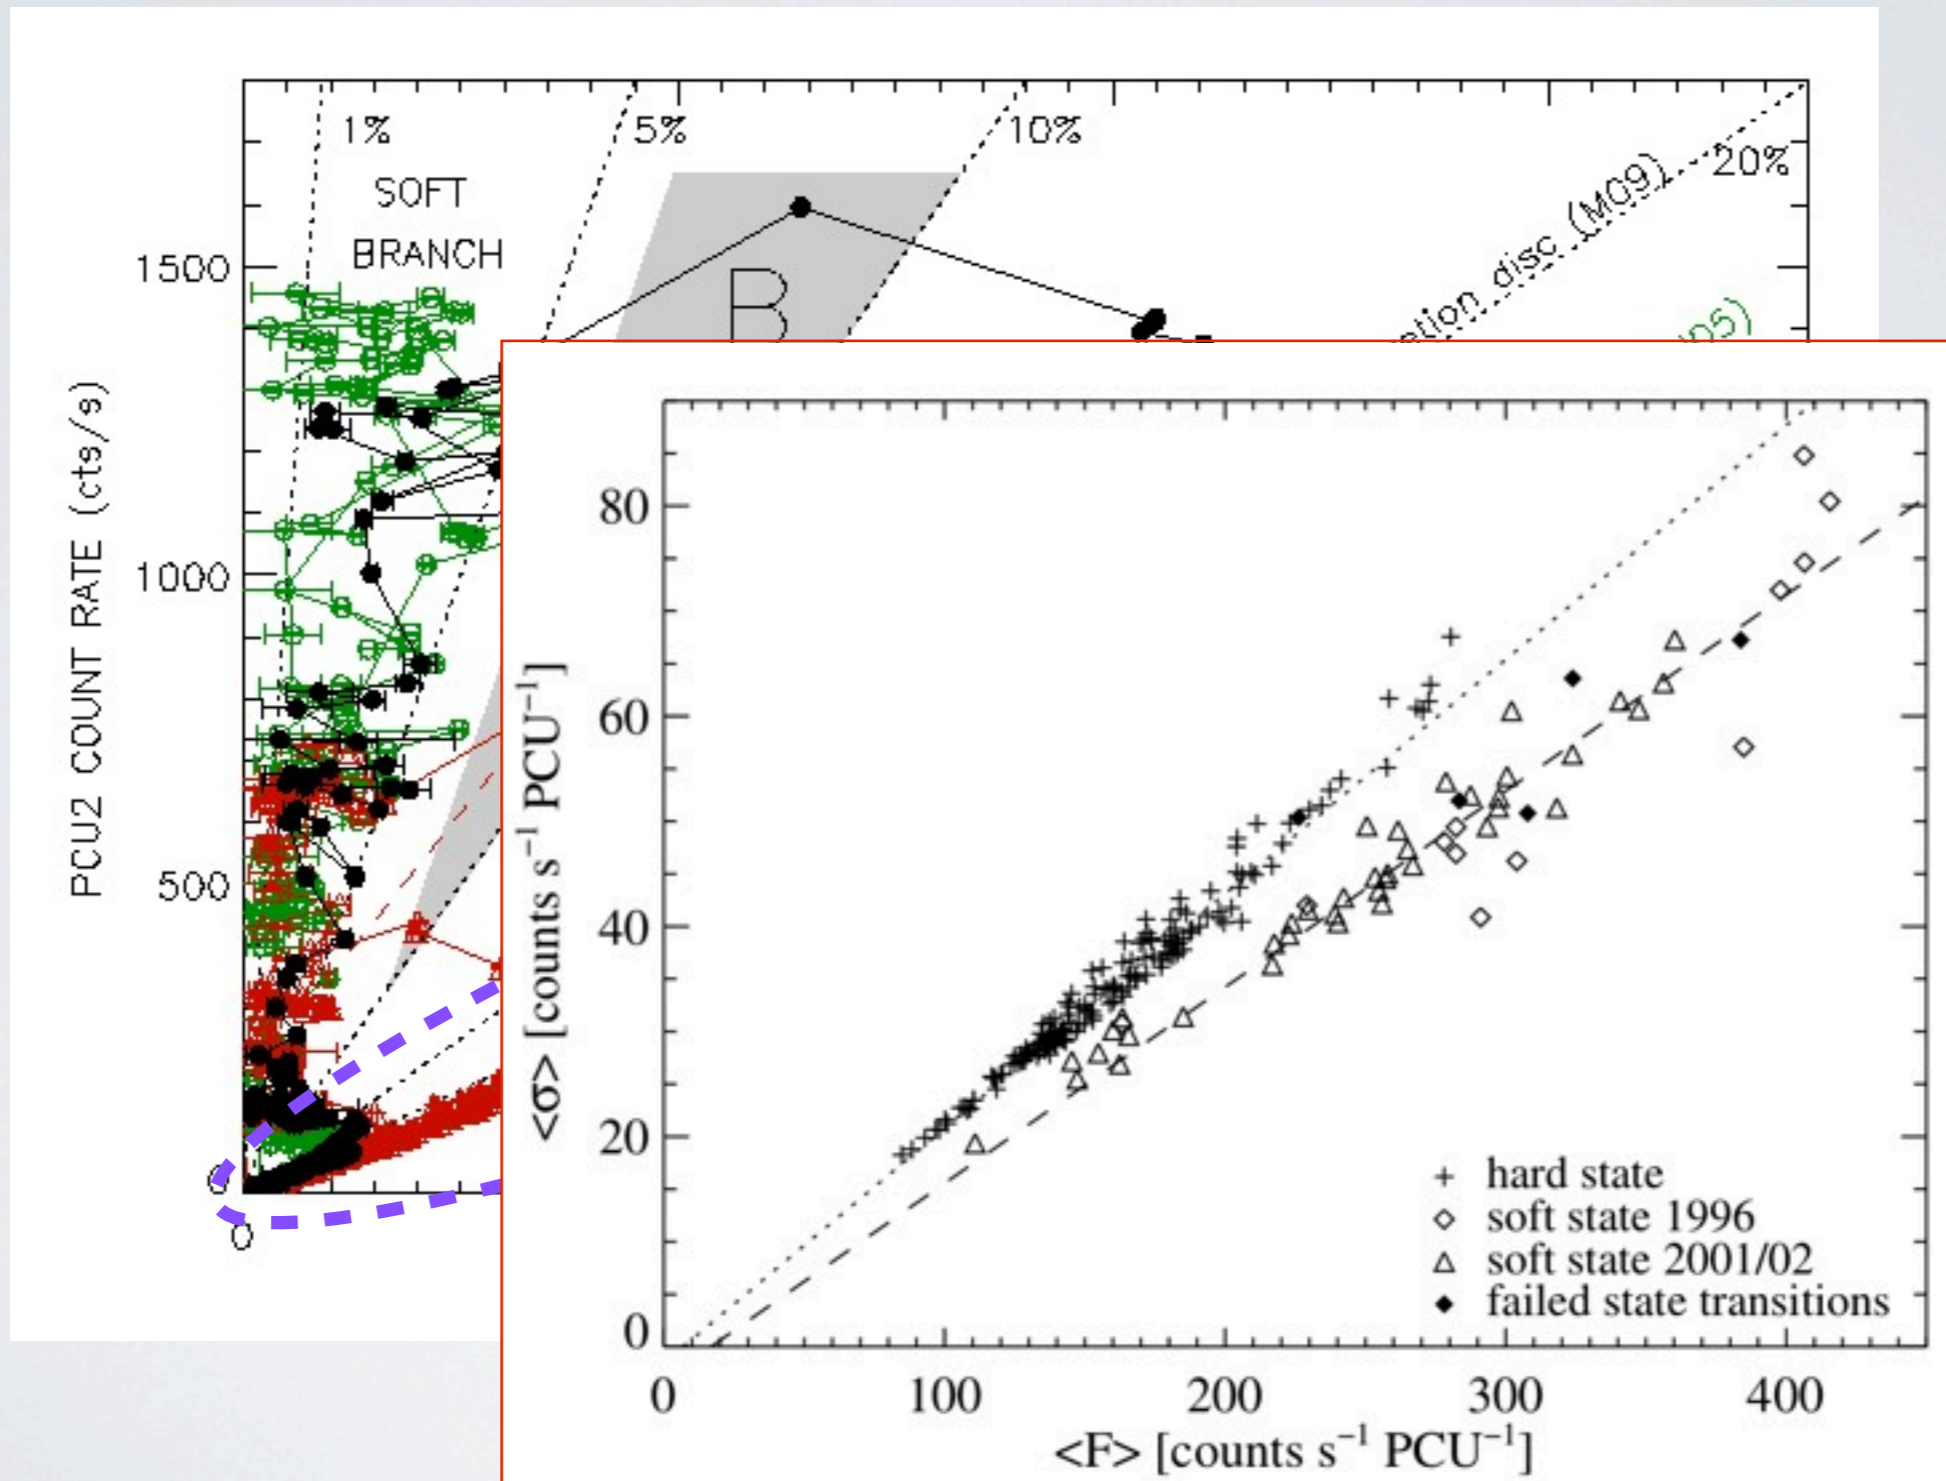 1%
5%
10%
20%
SOFT
BRANCH
disc (M09)
B
1500
1000
500
0
0
PCU2 COUNT RATE (cts/s)
80
60
40
20
0
<σ> [counts s⁻¹ PCU⁻¹]
hard state
soft state 1996
soft state 2001/02
failed state transitions
0
100
200
300
400
<F> [counts s⁻¹ PCU⁻¹]